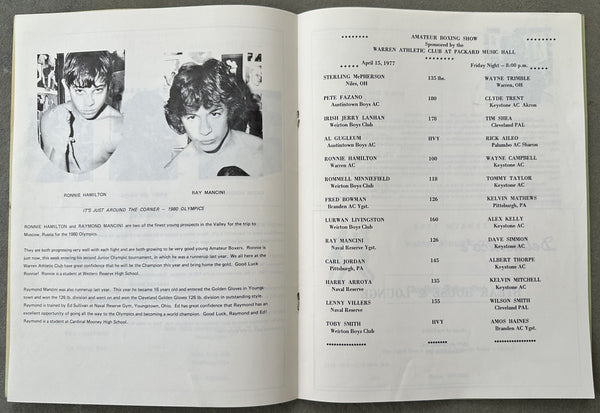 RONNIE HAMILTON
RAY MANCINI
IT'S JUST AROUND THE CORNER — 1980 OLYMPICS
RONNIE HAMILTON and RAYMOND MANCINI are two of the finest young prospects in the Valley for the trip to
Moscow, Russia for the 1980 Olympics.
They are both progressing very well with each fight and are both growing to be very good young Amateur Boxers. Ronnie is
just now, this week entering his second Junior Olympic tournament, in which he was a runnerup last year. We all here at the
Warren Athletic Club have great confidence that he will be the Champion this year and bring home the gold. Good Luck
Ronnie! Ronnie is a student at Western Reserve High School.
Raymond Mancini was also runnerup last year. This year he became 16 years old and entered the Golden Gloves in Youngs-
town and won the 126 lb. division and went on and won the Cleveland Golden Gloves 126 lb. division in outstanding style.
Raymond is trained by Ed Sullivan at Naval Reserve Gym, Youngstown, Ohio. Ed has great confidence that Raymond has an
excellent opportunity of going all the way to the Olympics and becoming a world champion. Good Luck, Raymond and Ed!
Raymond is a student at Cardinal Mooney High School.
AMATEUR BOXING SHOW
Sponsored by the
WARREN ATHLETIC CLUB AT PACKARD MUSIC HALL
April 15, 1977 Friday Night — 8:00 p.m.
STERLING McPHERSON 135 lbs. WAYNE TRIMBLE
Niles, OH Warren, OH
PETE FAZANO 180 CLYDE TRENT
Austintown Boys AC Keystone AC Akron
IRISH JERRY LANHAN 178 TIM SHEA
Weirton Boys Club Cleveland PAL
AL GUGLEUM HVY RICK AILEO
Austintown Boys AC Palumbo AC Sharon
RONNIE HAMILTON 100 WAYNE CAMPBELL
Warren AC Keystone AC
ROMMELL MINNIEFIELD 118 TOMMY TAYLOR
Weirton Boys Club Keystone AC
FRED BOWMAN 126 KELVIN MATHEWS
Branden AC Ygst. Pittsburg, PA
LURWAN LIVINGSTON 160 ALEX KELLY
Weirton Boys Club Keystone AC
RAY MANCINI 126 DAVE SIMMON
Naval Reserve Ygst. Keystone AC
CARL JORDAN 145 ALBERT THORPE
Pittsburg, PA Keystone AC
HARRY ARROYA 125 KELVIN MITCHELL
Naval Reserve Keystone AC
LENNY VILLERS 155 WILSON SMITH
Naval Reserve Cleveland PAL
TOBY SMITH HVY AMOS HAINES
Weirton Boys Club Branden AC Ygst.